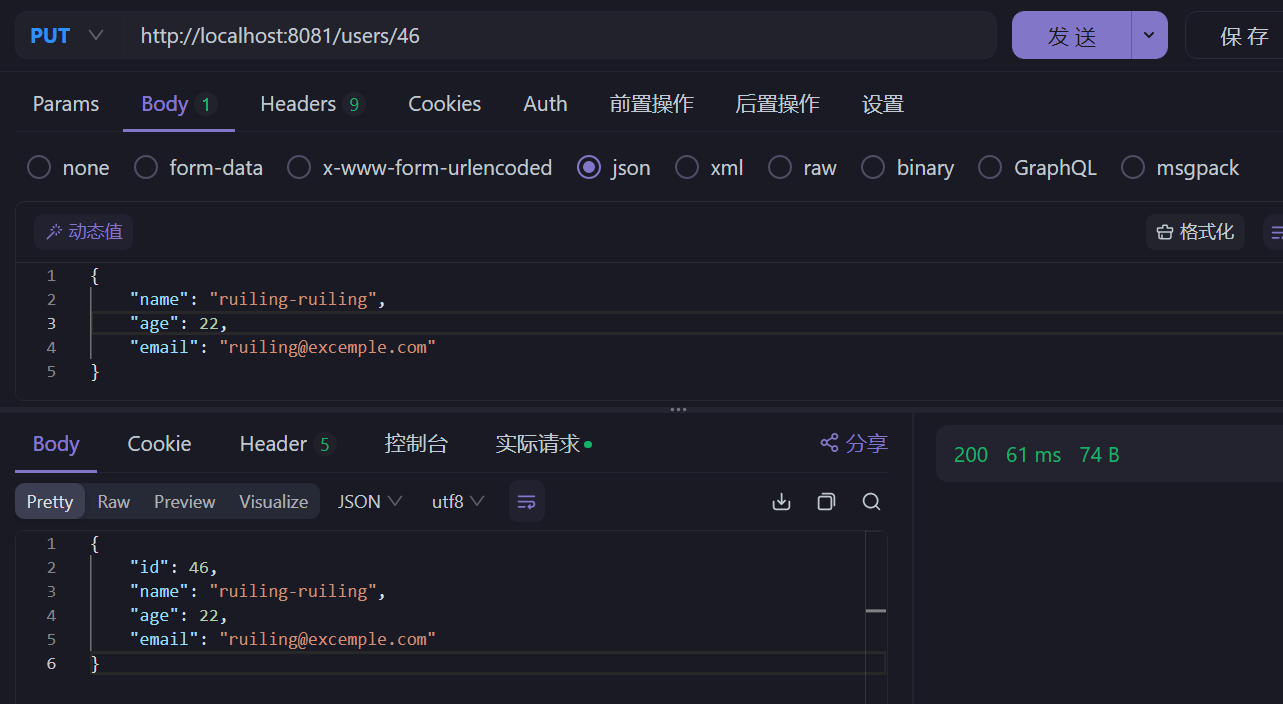 PUT http://localhost:8081/users/46 发 送 保 存
Params Body 1 Headers 9 Cookies Auth 前置操作 后置操作 设置
none form-data x-www-form-urlencoded json xml raw binary GraphQL msgpack
动态值 格式化
1 {
2 "name": "ruiling-ruiling",
3 "age": 22,
4 "email": "ruiling@excemple.com"
5 }
Body Cookie Header 5 控制台 实际请求 分享
200 61 ms 74 B
Pretty Raw Preview Visualize JSON utf8
1 {
2 "id": 46,
3 "name": "ruiling-ruiling",
4 "age": 22,
5 "email": "ruiling@excemple.com"
6 }